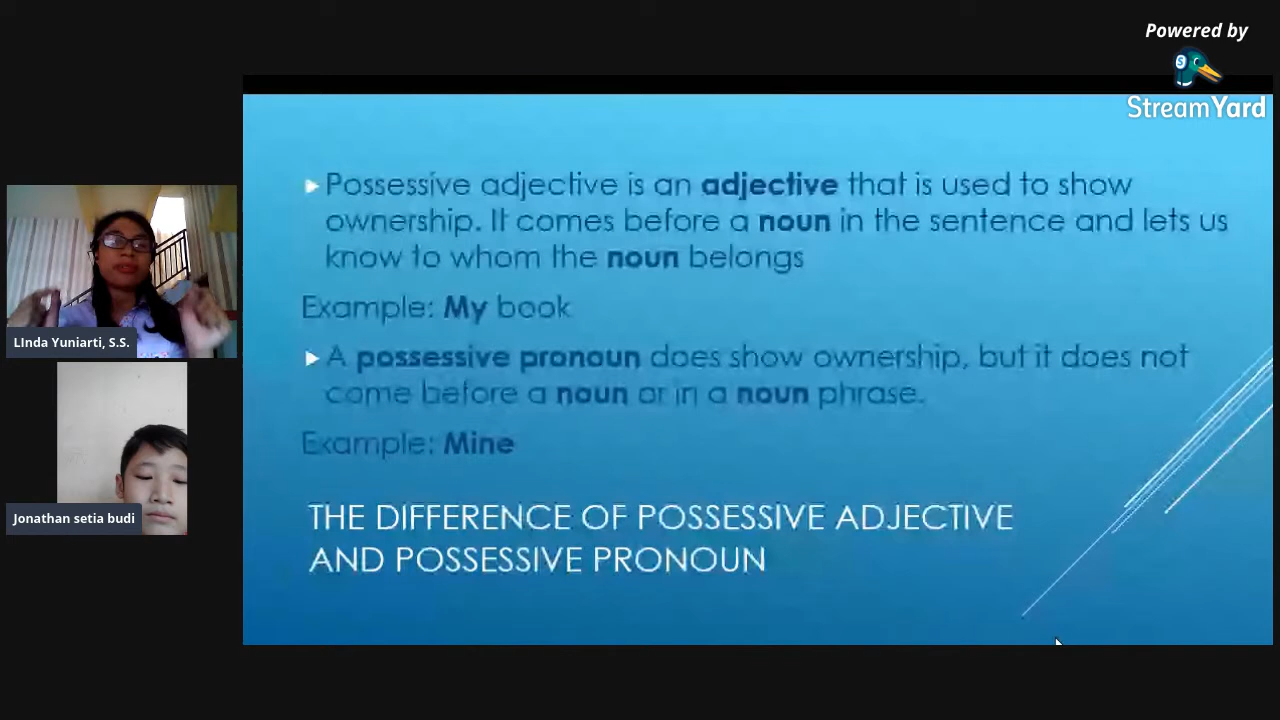 Powered by
StreamYard
Possessive adjective is an adjective that is used to show
ownership. It comes before a noun in the sentence and lets us
know to whom the noun belongs
Example: My book
A possessive pronoun does show ownership, but it does not
come before a noun or in a noun phrase.
Example: Mine
THE DIFFERENCE OF POSSESSIVE ADJECTIVE
AND POSSESSIVE PRONOUN
LInda Yuniarti, S.S.
Jonathan setia budi